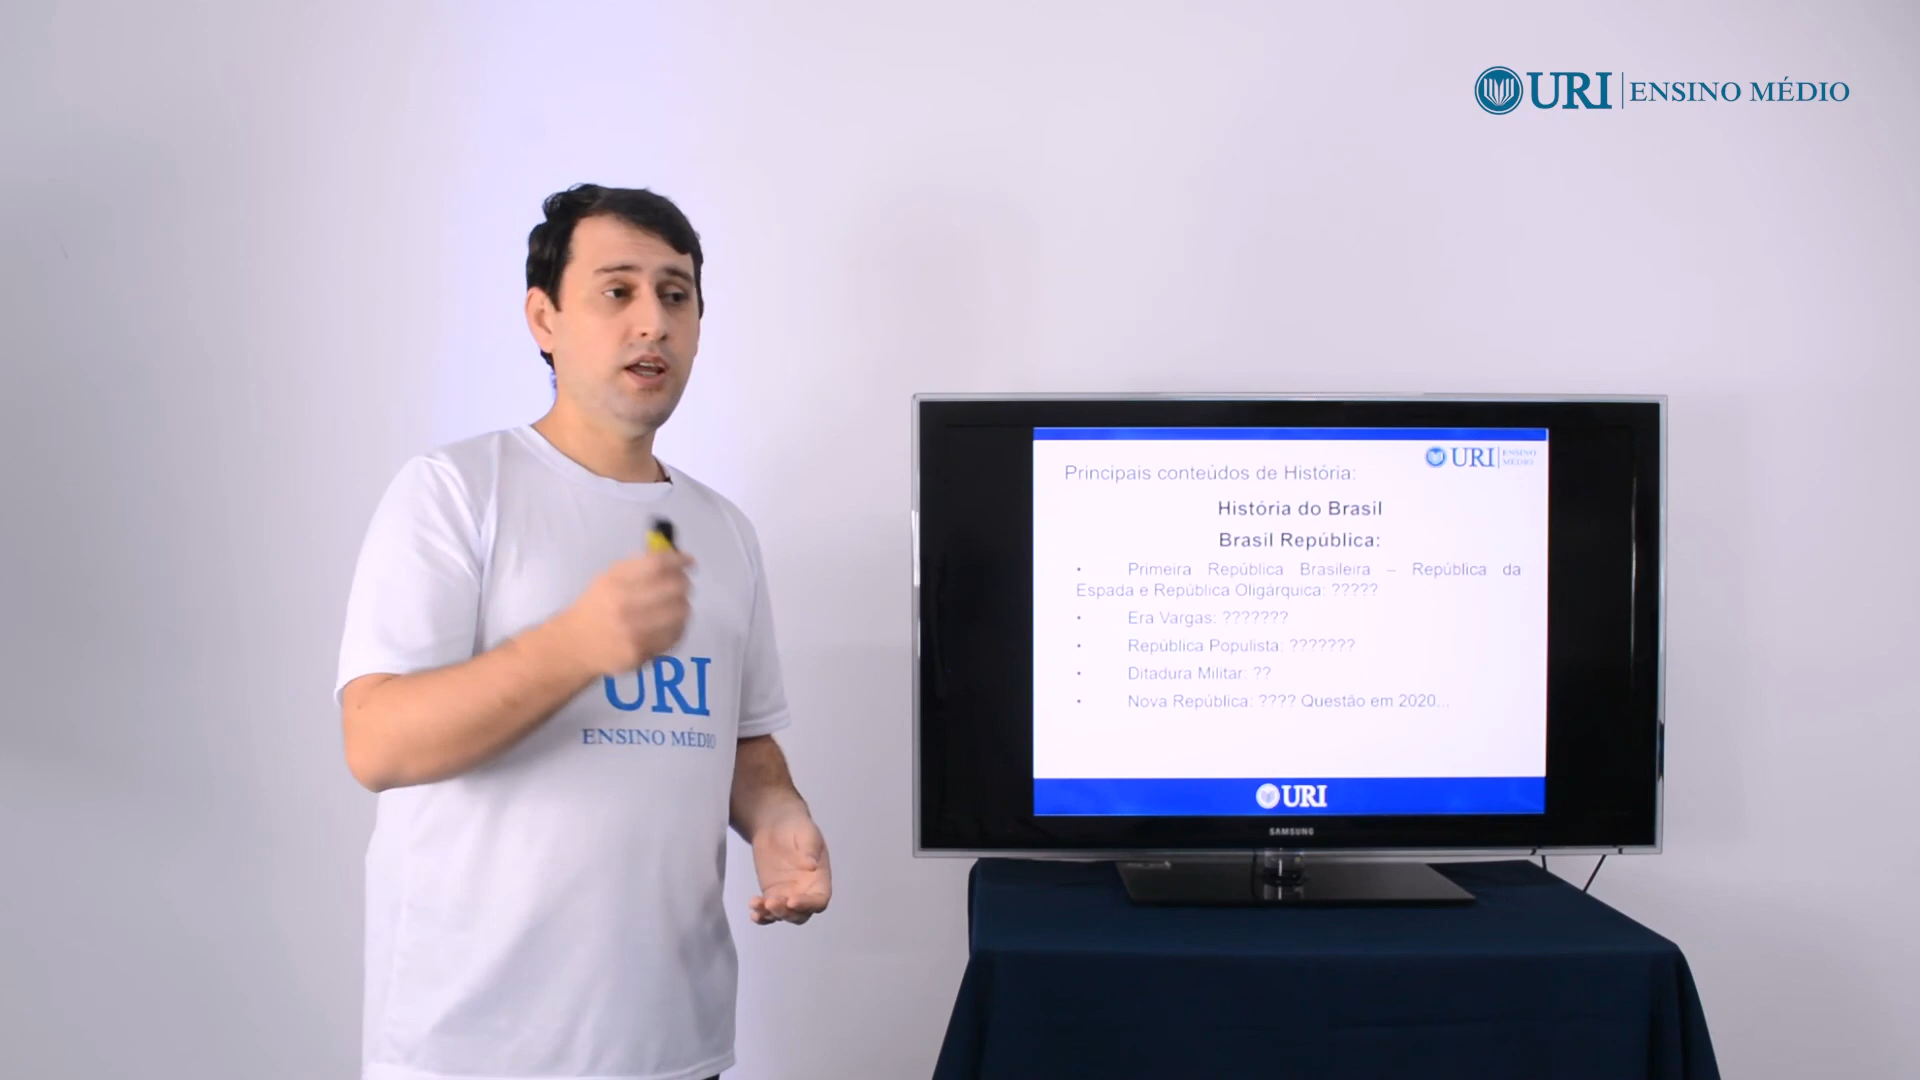 URI ENSINO MÉDIO
URI ENSINO MÉDIO
Principais conteúdos de História:
História do Brasil
Brasil República:
• Primeira República Brasileira – República da
Espada e República Oligárquica: ?????
• Era Vargas: ???????
• República Populista: ???????
• Ditadura Militar: ??
• Nova República: ???? Questão em 2020...
URI
SAMSUNG
URI
ENSINO MÉDIO